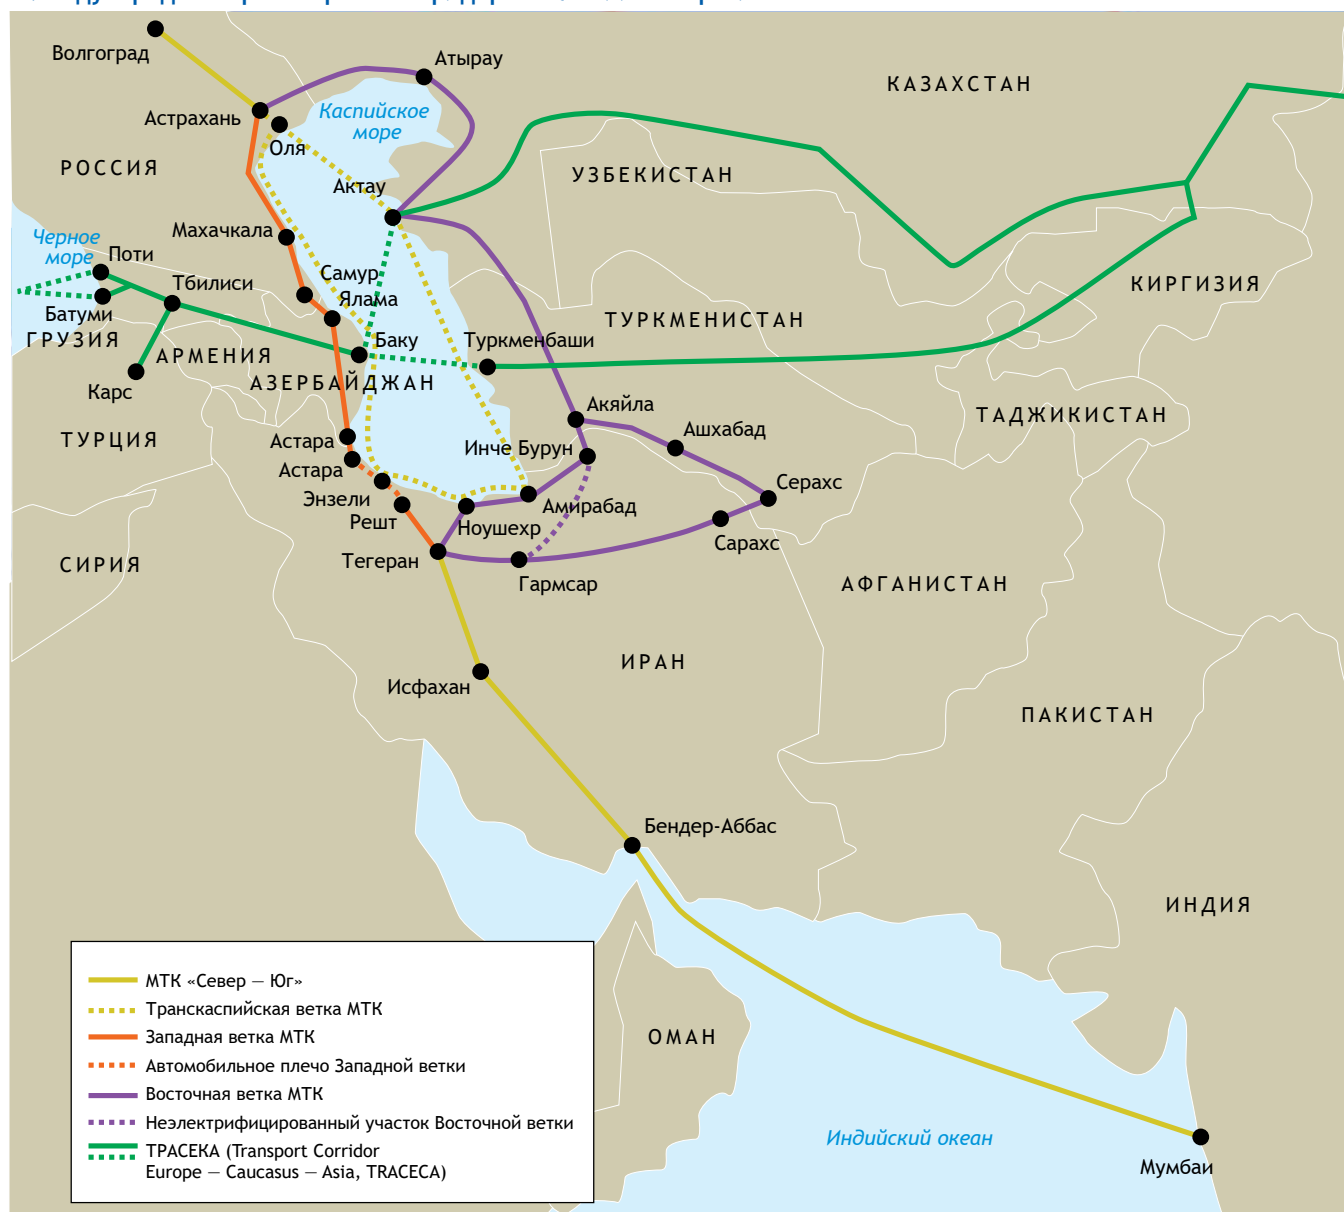 Волгоград
Атырау
КАЗАХСТАН
Астрахань
Каспийское
море
Оля
РОССИЯ
УЗБЕКИСТАН
Актау
Махачкала
Черное
море
Поти
Тбилиси
Самур
Ялама
КИРГИЗИЯ
Батуми
ГРУЗИЯ
АРМЕНИЯ
Баку
Туркменбаши
ТУРКМЕНИСТАН
Карс
АЗЕРБАЙДЖАН
Акяйла
ТАДЖИКИСТАН
ТУРЦИЯ
Астара
Инче Бурун
Ашхабад
Астара
Энзели
Серахс
Решт
Ноушехр
Амирабад
Сарахс
СИРИЯ
Тегеран
Гармсар
АФГАНИСТАН
ИРАН
Исфахан
ПАКИСТАН
Бендер-Аббас
ИНДИЯ
ОМАН
Индийский океан
Мумбаи
МТК «Север — Юг»
Транскаспийская ветка МТК
Западная ветка МТК
Автомобильное плечо Западной ветки
Восточная ветка МТК
Неэлектрифицированный участок Восточной ветки
ТРАСЕКА (Transport Corridor
Europe — Caucasus — Asia, TRACECA)